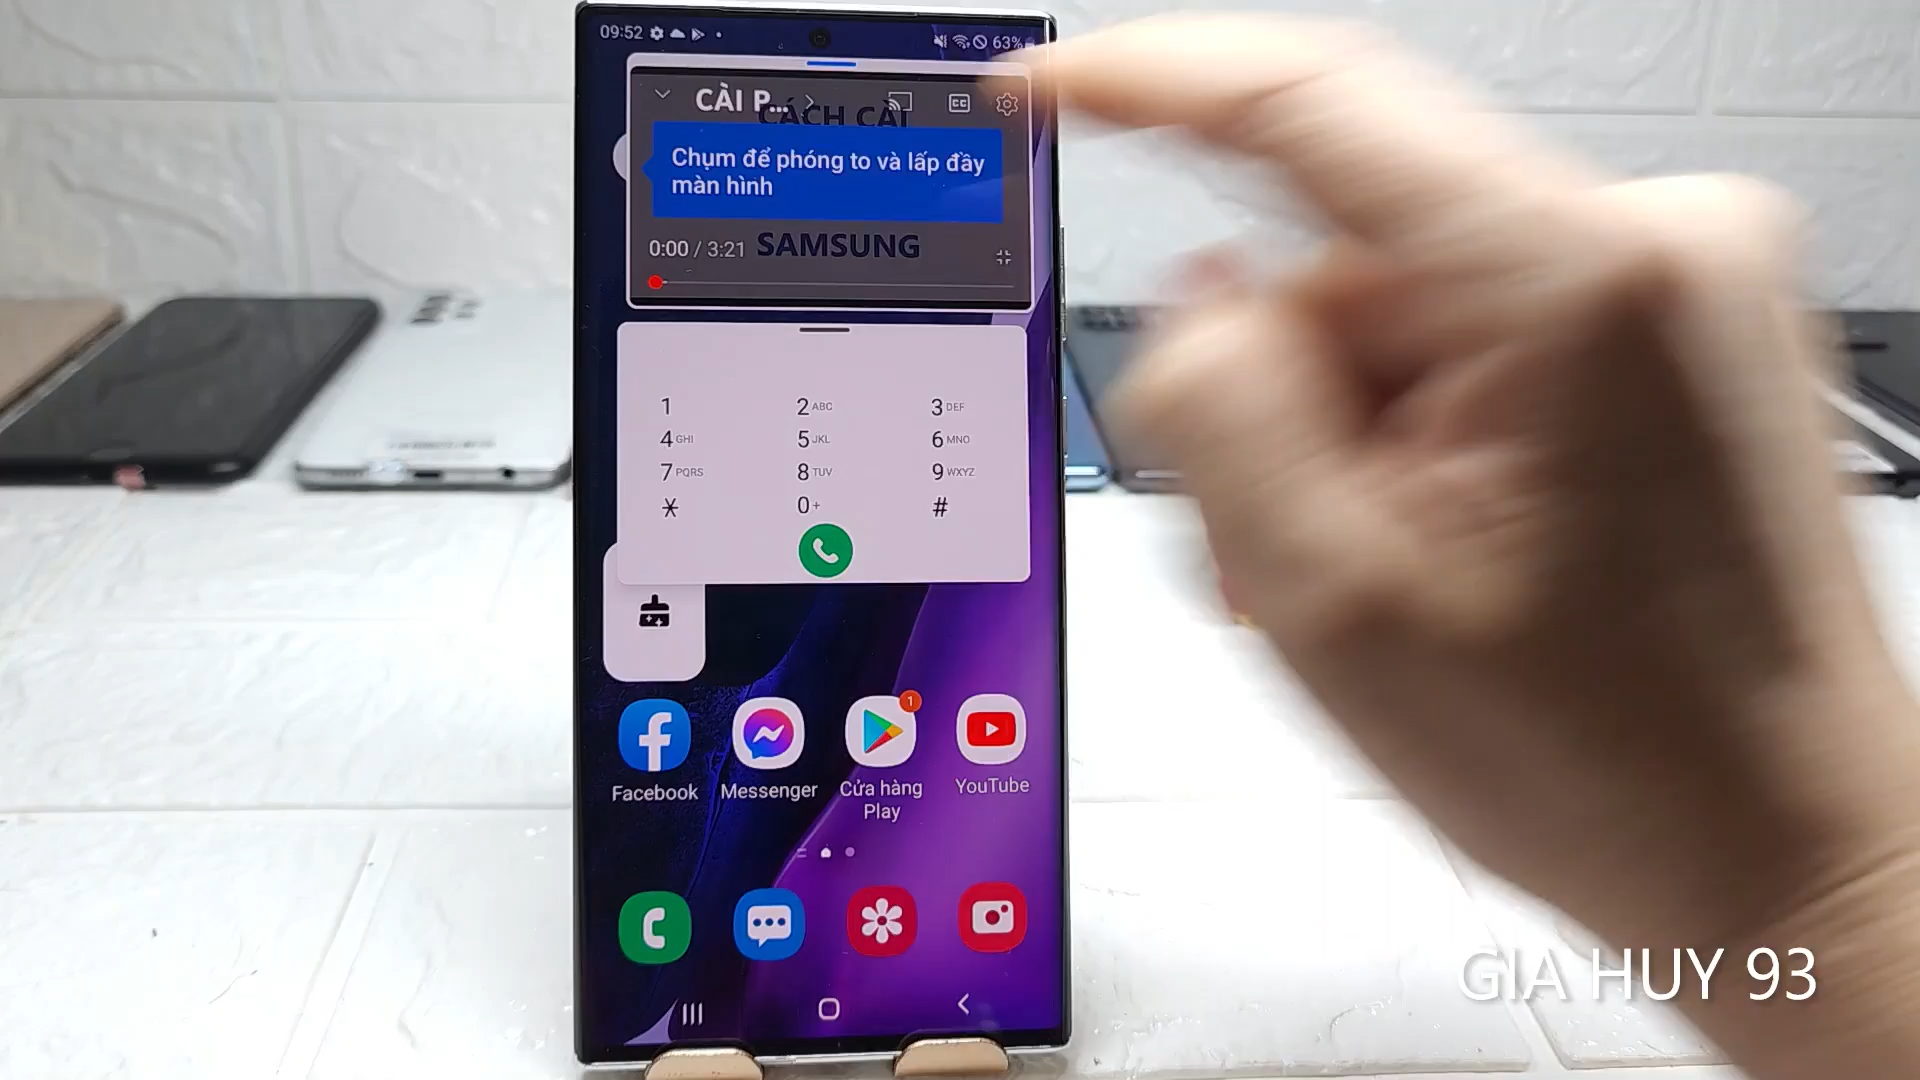 09:52
63%
CÀI P...
CÁCH CÀI
Chụm để phóng to và lấp đầy
màn hình
0:00 / 3:21
SAMSUNG
1
2 ABC
3 DEF
4 GHI
5 JKL
6 MNO
7 PQRS
8 TUV
9 WXYZ
*
0 +
#
1
Facebook
Messenger
Cửa hàng
Play
YouTube
GIA HUY 93